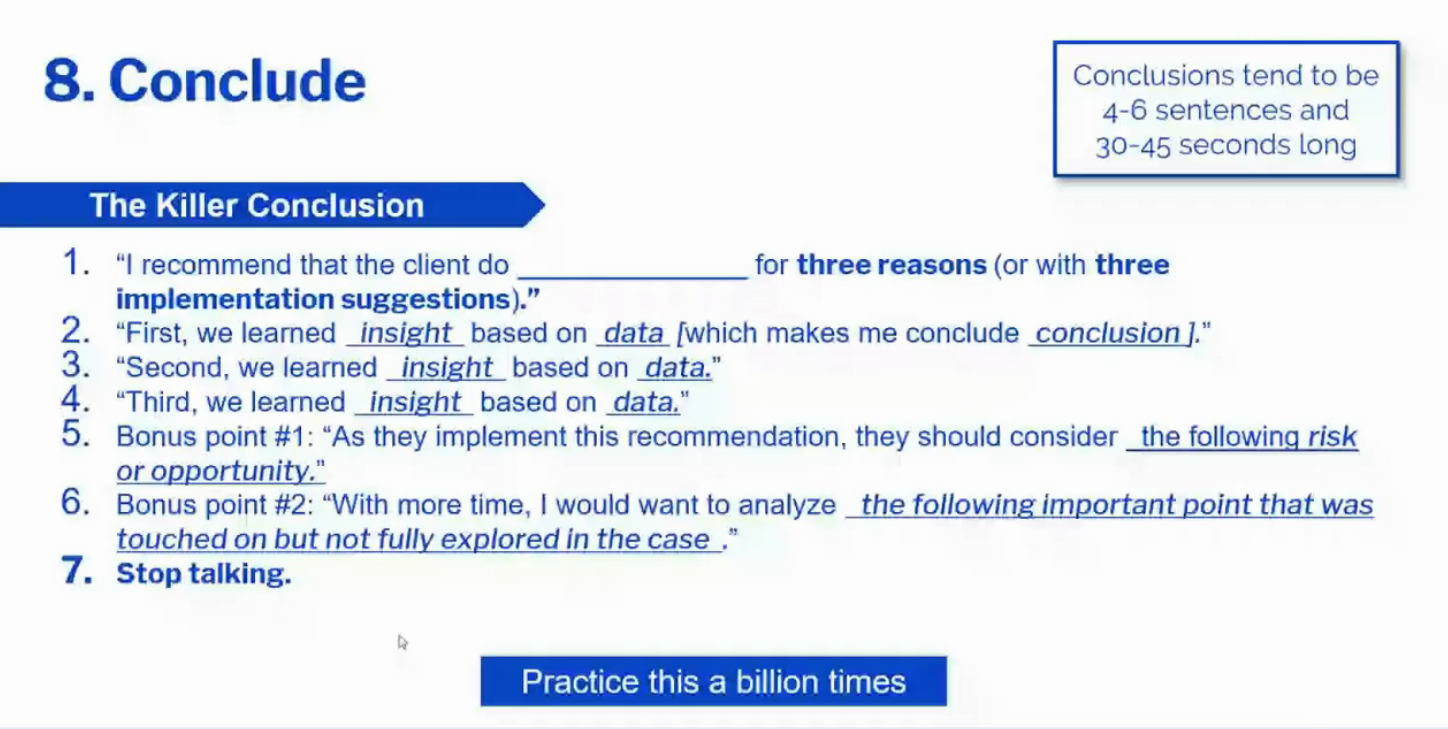 8. Conclude
Conclusions tend to be
4-6 sentences and
30-45 seconds long
The Killer Conclusion
1. “I recommend that the client do _______________ for three reasons (or with three
implementation suggestions).”
2. “First, we learned _insight_ based on _data_ [which makes me conclude _conclusion_].”
3. “Second, we learned _insight_ based on _data.”
4. “Third, we learned _insight_ based on _data.”
5. Bonus point #1: “As they implement this recommendation, they should consider _the following risk
or opportunity.”
6. Bonus point #2: “With more time, I would want to analyze _the following important point that was
touched on but not fully explored in the case_.”
7. Stop talking.
Practice this a billion times